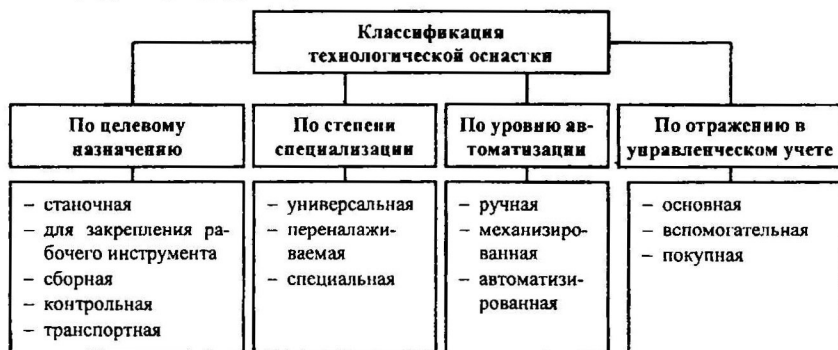 Классификация
технологической оснастки
По целевому
назначению
По степени
специализации
По уровню ав-
томатизации
По отражению в
управленческом учете
– станочная
– для закрепления ра-
бочего инструмента
– сборная
– контрольная
– транспортная
– универсальная
– переналажи-
ваемая
– специальная
– ручная
– механизиро-
ванная
– автоматизи-
рованная
– основная
– вспомогательная
– покупная